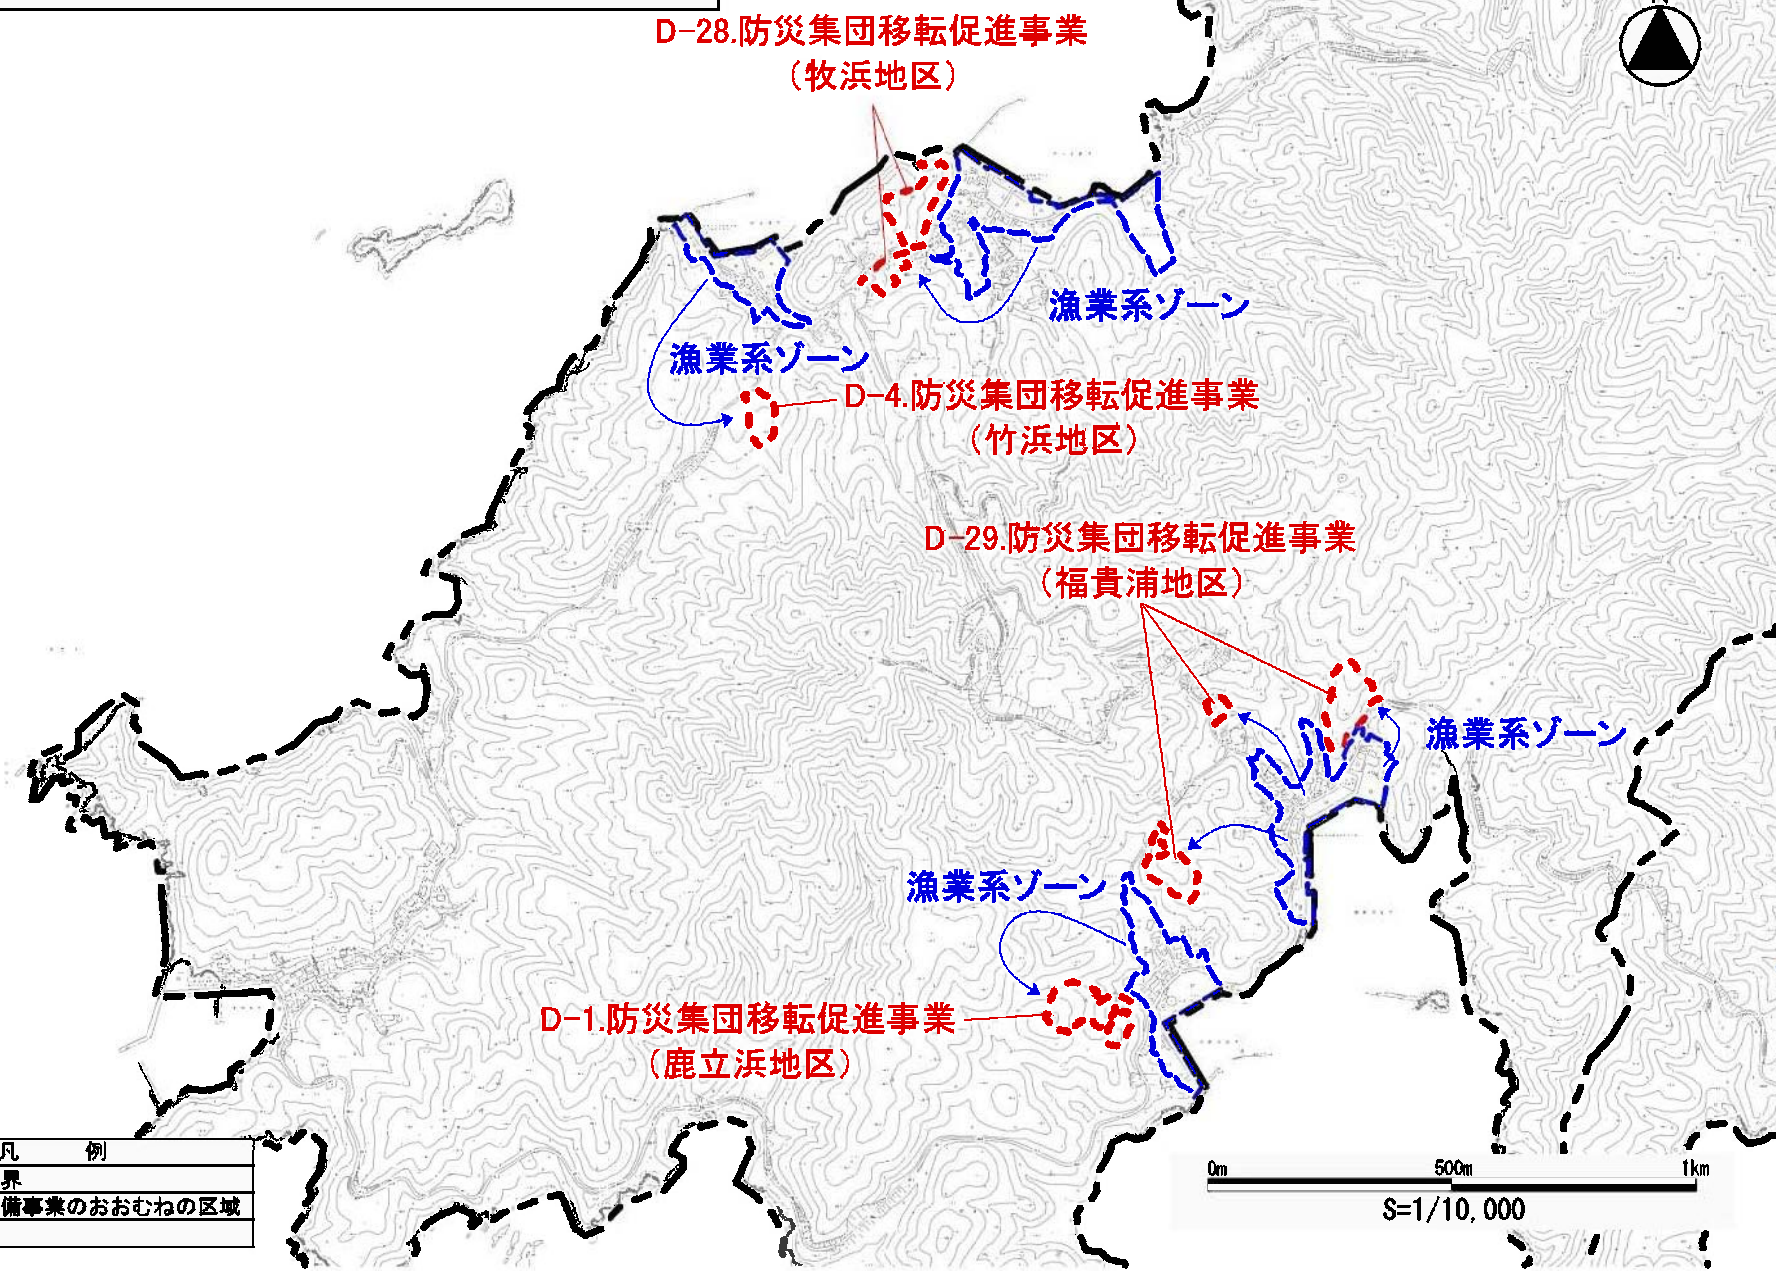 D-28.防災集団移転促進事業
(牧浜地区)
漁業系ゾーン
漁業系ゾーン
D-4.防災集団移転促進事業
(竹浜地区)
D-29.防災集団移転促進事業
(福貴浦地区)
漁業系ゾーン
漁業系ゾーン
D-1.防災集団移転促進事業
(鹿立浜地区)
凡 例
界
備事業のおおむねの区域
0m 500m 1km
S=1/10,000